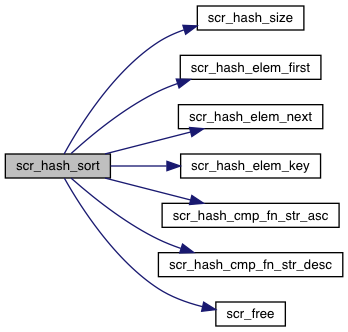 scr_hash_size
scr_hash_elem_first
scr_hash_elem_next
scr_hash_sort
scr_hash_elem_key
scr_hash_cmp_fn_str_asc
scr_hash_cmp_fn_str_desc
scr_free